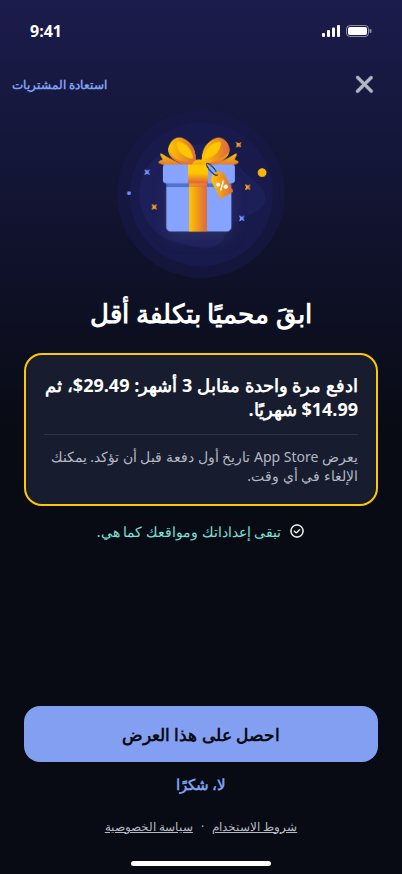 9:41
استعادة المشتريات
%
ابقَ محميًا بتكلفة أقل
ادفع مرة واحدة مقابل 3 أشهر: 29.49$، ثم
14.99$ شهريًا.
يعرض App Store تاريخ أول دفعة قبل أن تؤكد. يمكنك
الإلغاء في أي وقت.
تبقى إعداداتك ومواقعك كما هي.
احصل على هذا العرض
لا، شكرًا
شروط الاستخدام · سياسة الخصوصية